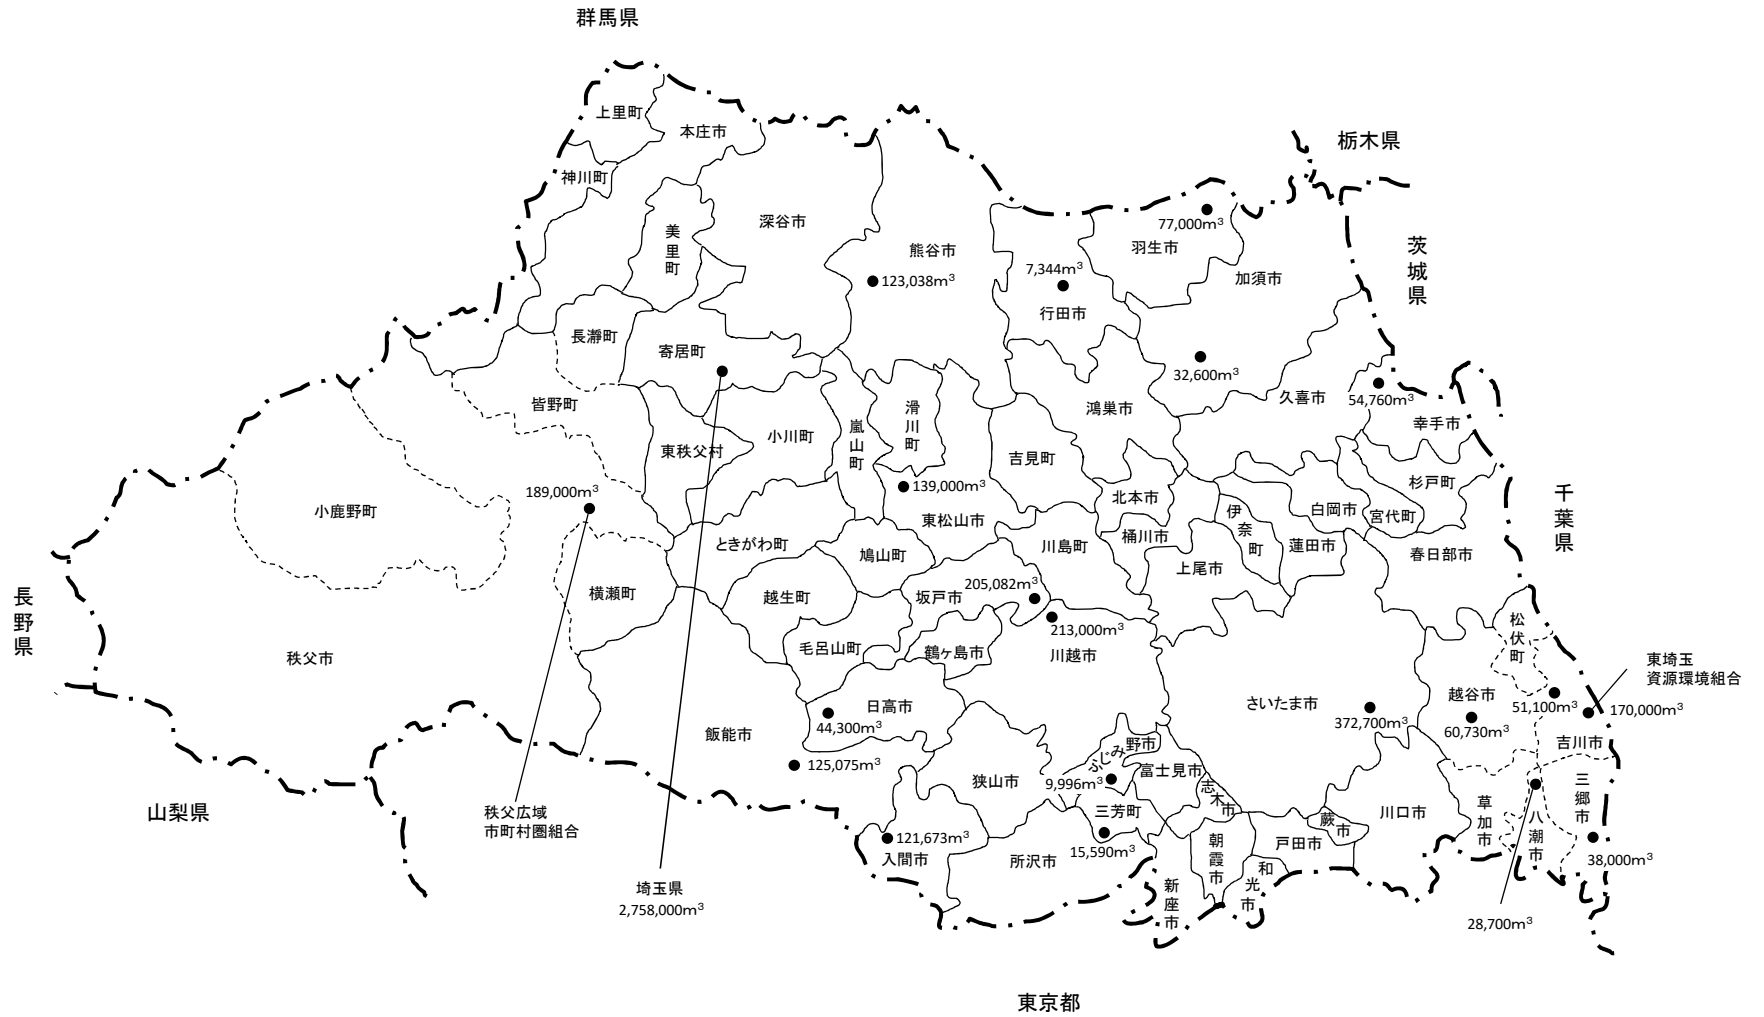 群馬県
上里町
本庄市
栃木県
神川町
77,000m³
深谷市
美里町
羽生市
熊谷市
茨城県
7,344m³
加須市
123,038m³
行田市
長瀞町
寄居町
32,600m³
久喜市
54,760m³
皆野町
滑川町
鴻巣市
幸手市
嵐山町
小川町
東秩父村
吉見町
189,000m³
139,000m³
北本市
杉戸町
小鹿野町
東松山市
伊奈町
白岡市
宮代町
千葉県
ときがわ町
鳩山町
川島町
桶川市
蓮田市
春日部市
上尾市
長野県
横瀬町
越生町
坂戸市
205,082m³
213,000m³
松伏町
毛呂山町
鶴ヶ島市
川越市
秩父市
東埼玉
資源環境組合
さいたま市
越谷市
日高市
51,100m³
170,000m³
44,300m³
372,700m³
60,730m³
飯能市
ふじみ野市
吉川市
125,075m³
狭山市
9,996m³
富士見市
志木市
三郷市
山梨県
秩父広域
市町村圏組合
三芳町
川口市
草加市
八潮市
蕨市
121,673m³
入間市
所沢市
15,590m³
朝霞市
戸田市
38,000m³
和光市
新座市
埼玉県
2,758,000m³
28,700m³
東京都